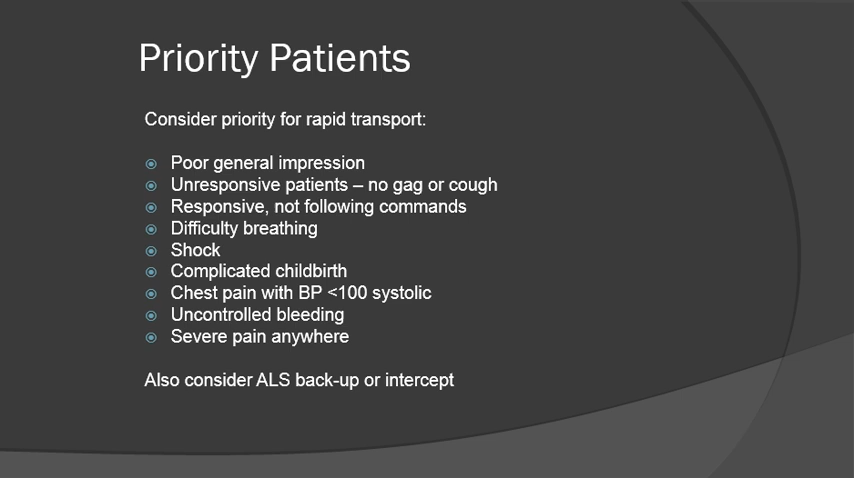 Priority Patients
Consider priority for rapid transport:
Poor general impression
Unresponsive patients – no gag or cough
Responsive, not following commands
Difficulty breathing
Shock
Complicated childbirth
Chest pain with BP <100 systolic
Uncontrolled bleeding
Severe pain anywhere
Also consider ALS back-up or intercept